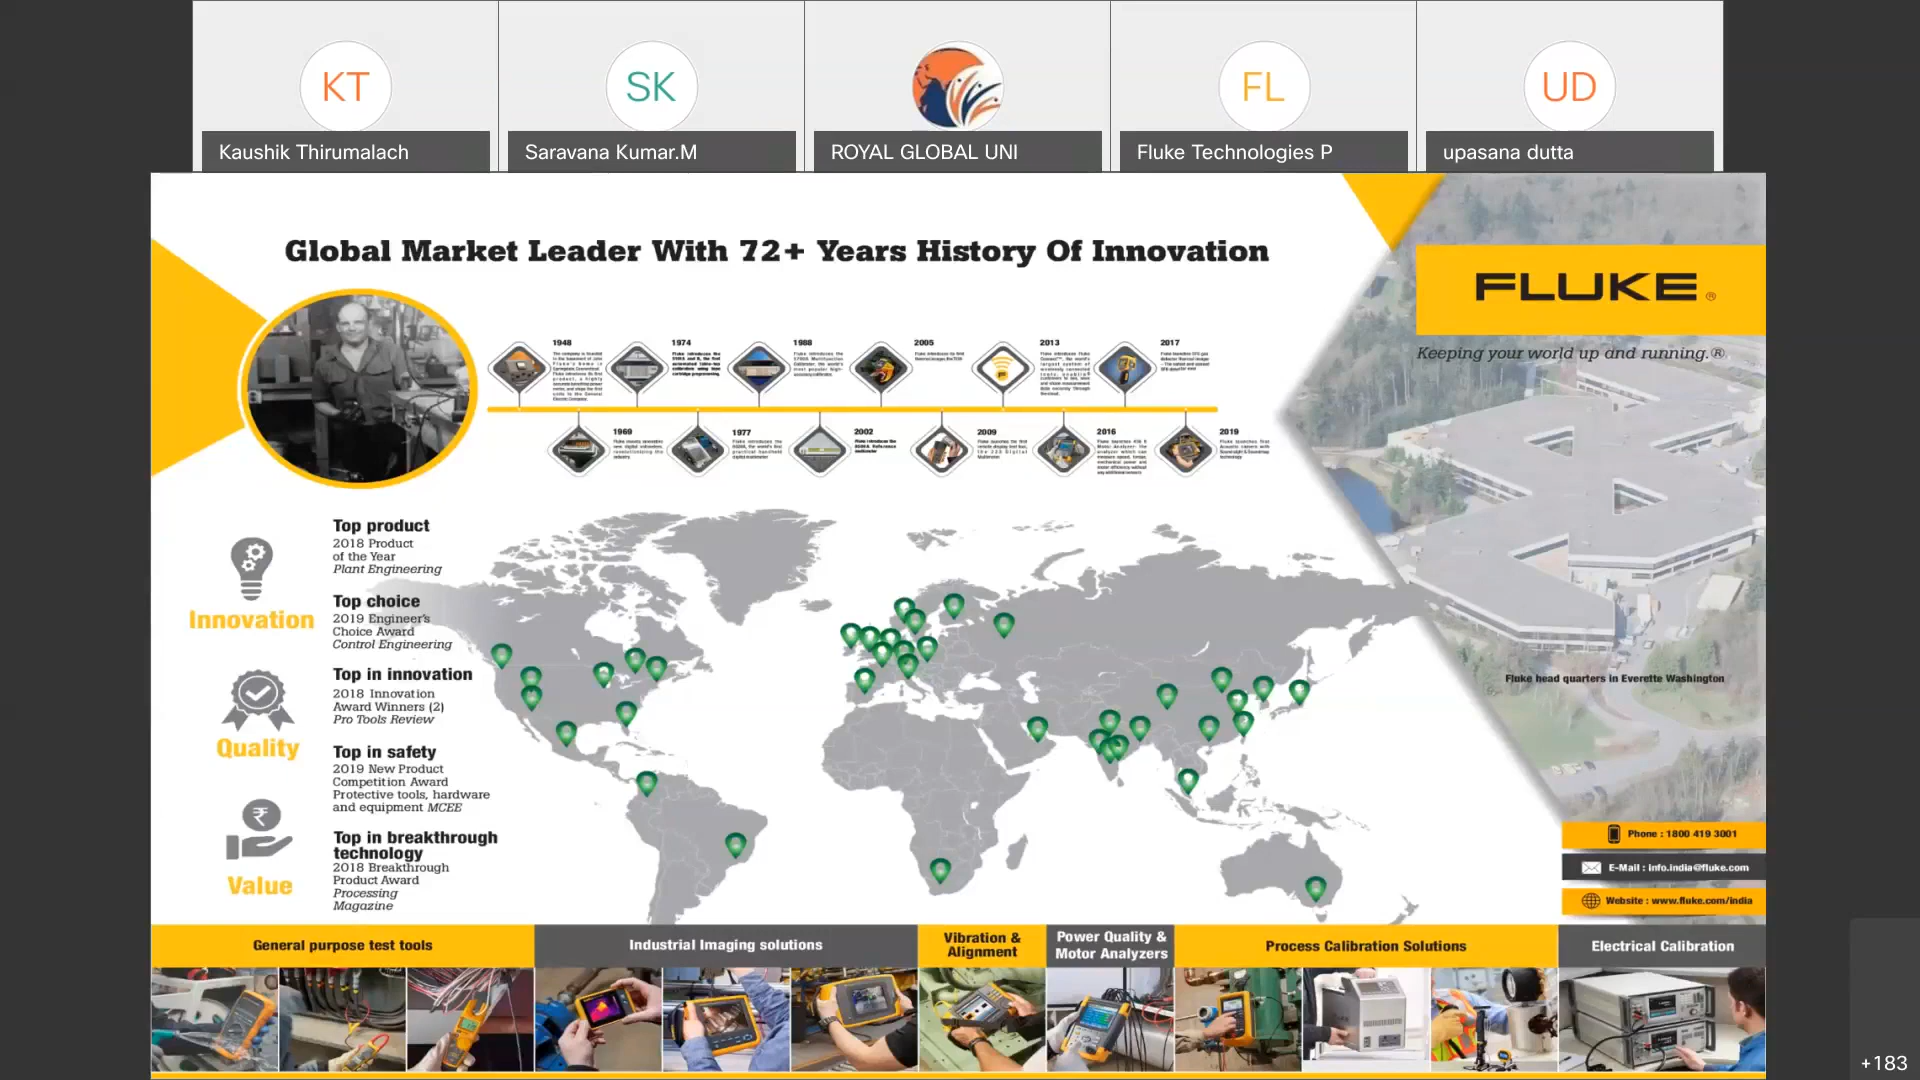 KT
SK
FL
UD
Kaushik Thirumalach
Saravana Kumar.M
ROYAL GLOBAL UNI
Fluke Technologies P
upasana dutta
Global Market Leader With 72+ Years History Of Innovation
FLUKE®
Keeping your world up and running.®
1948
1974
1988
2005
2013
2017
1969
1977
2002
2009
2016
2019
Innovation
Quality
Value
Top product
2018 Product
of the Year
Plant Engineering
Top choice
2019 Engineer's
Choice Award
Control Engineering
Top in innovation
2018 Innovation
Award Winners (2)
Pro Tools Review
Top in safety
2019 New Product
Competition Award
Protective tools, hardware
and equipment MCEE
Top in breakthrough
technology
2018 Breakthrough
Product Award
Processing
Magazine
Fluke head quarters in Everette Washington
Phone : 1800 419 3001
E-Mail : info.india@fluke.com
Website : www.fluke.com/india
General purpose test tools
Industrial Imaging solutions
Vibration &
Alignment
Power Quality &
Motor Analyzers
Process Calibration Solutions
Electrical Calibration
+183